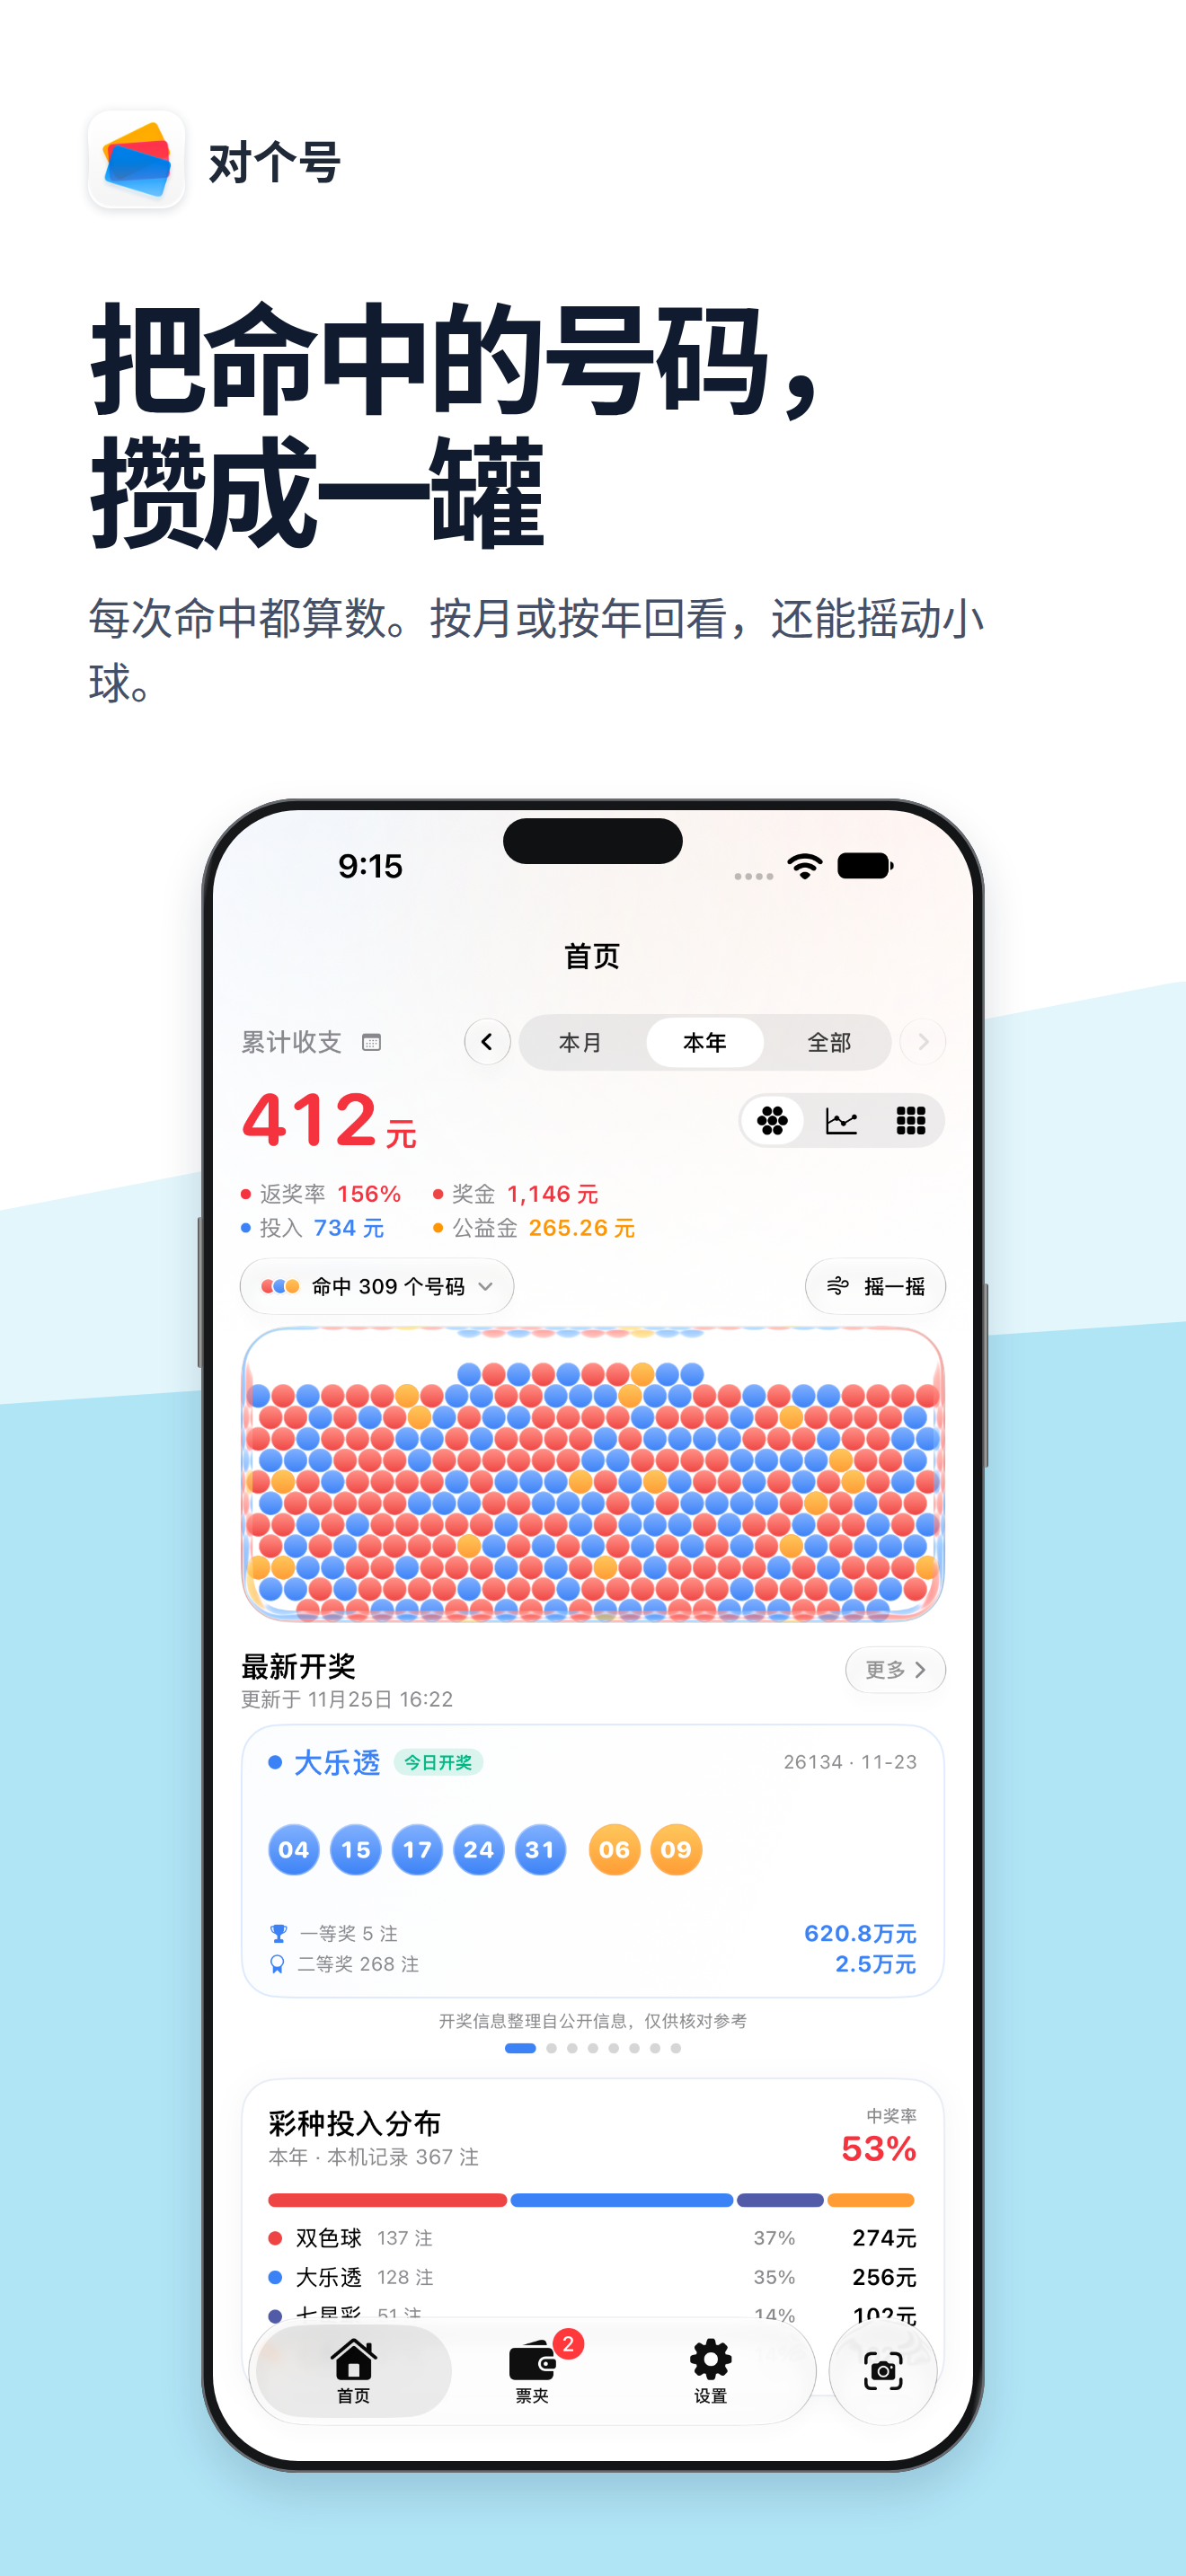 对个号
把命中的号码，
攒成一罐
每次命中都算数。按月或按年回看，还能摇动小
球。
9:15
首页
累计收支
本月 本年 全部
412 元
返奖率 156% 奖金 1,146 元
投入 734 元 公益金 265.26 元
命中 309 个号码 摇一摇
最新开奖
更多
更新于 11月25日 16:22
大乐透 今日开奖 26134 · 11-23
04 15 17 24 31 06 09
一等奖 5 注 620.8万元
二等奖 268 注 2.5万元
开奖信息整理自公开信息，仅供核对参考
彩种投入分布 中奖率
本年 · 本机记录 367 注 53%
双色球 137 注 37% 274元
大乐透 128 注 35% 256元
七星彩 51 注 14% 102元
2
首页 票夹 设置